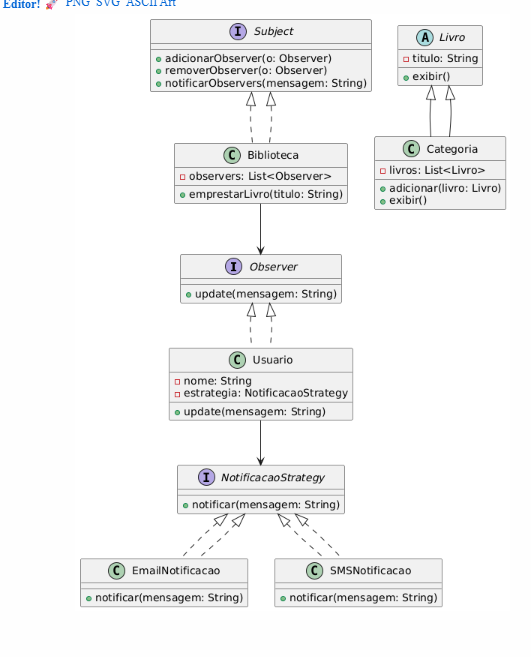 Editor! 🚀 PNG SVG ASCII Art
I Subject
adicionarObserver(o: Observer)
removerObserver(o: Observer)
notificarObservers(mensagem: String)
A Livro
titulo: String
exibir()
C Biblioteca
observers: List<Observer>
emprestarLivro(titulo: String)
C Categoria
livros: List<Livro>
adicionar(livro: Livro)
exibir()
I Observer
update(mensagem: String)
C Usuario
nome: String
estrategia: NotificacaoStrategy
update(mensagem: String)
I NotificacaoStrategy
notificar(mensagem: String)
C EmailNotificacao
notificar(mensagem: String)
C SMSNotificacao
notificar(mensagem: String)